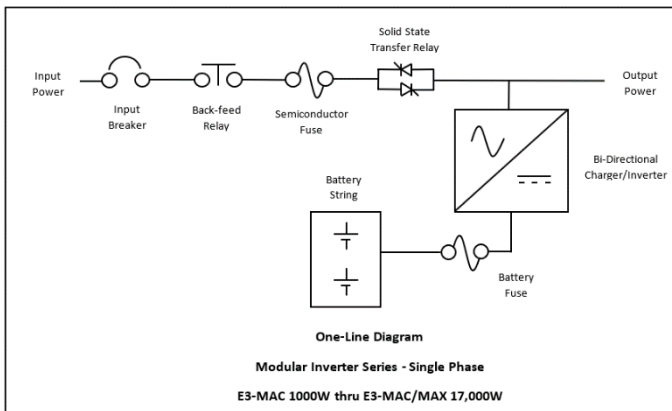 Solid State
Transfer Relay
Input
Power
Output
Power
Input
Breaker
Back-feed
Relay
Semiconductor
Fuse
Bi-Directional
Charger/Inverter
Battery
String
Battery
Fuse
One-Line Diagram
Modular Inverter Series - Single Phase
E3-MAC 1000W thru E3-MAC/MAX 17,000W